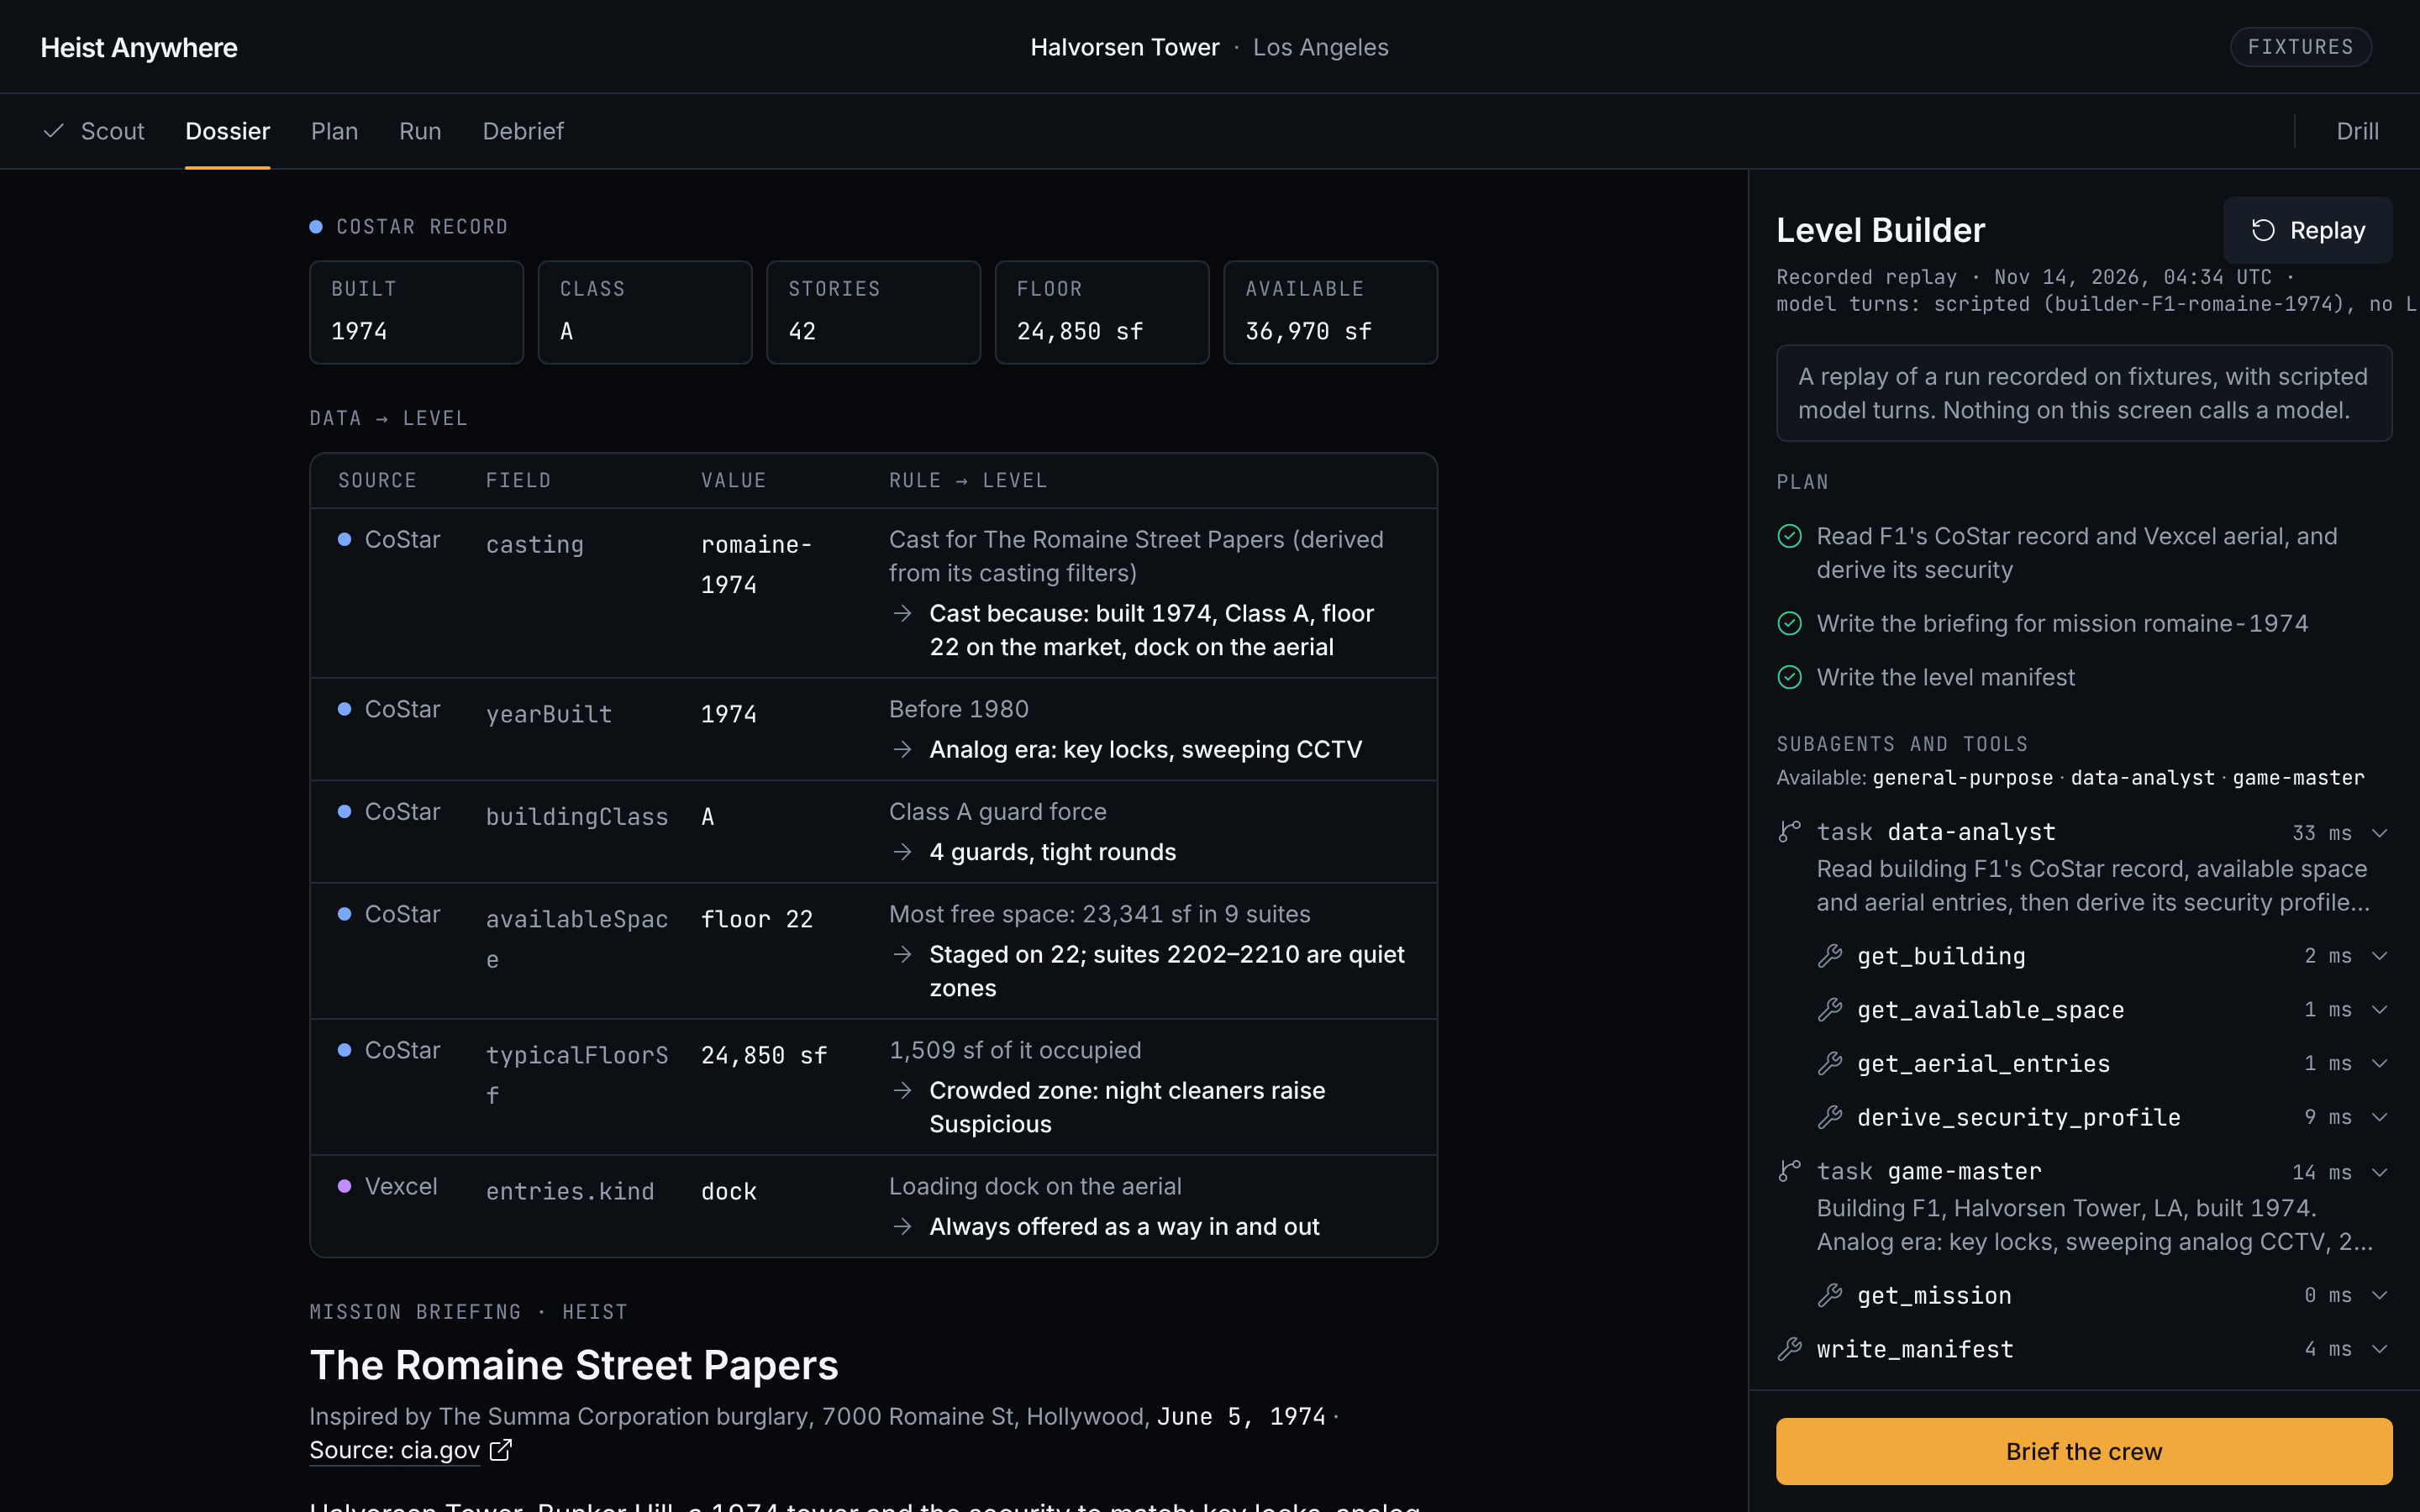 Heist Anywhere
Halvorsen Tower · Los Angeles
FIXTURES
Scout
Dossier
Plan
Run
Debrief
Drill
COSTAR RECORD
BUILT
1974
CLASS
A
STORIES
42
FLOOR
24,850 sf
AVAILABLE
36,970 sf
DATA → LEVEL
SOURCE FIELD VALUE RULE → LEVEL
CoStar casting romaine-
1974
Cast for The Romaine Street Papers (derived
from its casting filters)
→ Cast because: built 1974, Class A, floor
22 on the market, dock on the aerial
CoStar yearBuilt 1974 Before 1980
→ Analog era: key locks, sweeping CCTV
CoStar buildingClass A Class A guard force
→ 4 guards, tight rounds
CoStar availableSpac
e
floor 22
Most free space: 23,341 sf in 9 suites
→ Staged on 22; suites 2202–2210 are quiet
zones
CoStar typicalFloorS
f
24,850 sf
1,509 sf of it occupied
→ Crowded zone: night cleaners raise
Suspicious
Vexcel entries.kind dock Loading dock on the aerial
→ Always offered as a way in and out
MISSION BRIEFING · HEIST
The Romaine Street Papers
Inspired by The Summa Corporation burglary, 7000 Romaine St, Hollywood, June 5, 1974 ·
Source: cia.gov
Halvorsen Tower, Bunker Hill, a 1974 tower and the security to match: key locks, analog
Level Builder
Replay
Recorded replay · Nov 14, 2026, 04:34 UTC ·
model turns: scripted (builder-F1-romaine-1974), no L
A replay of a run recorded on fixtures, with scripted
model turns. Nothing on this screen calls a model.
PLAN
Read F1's CoStar record and Vexcel aerial, and
derive its security
Write the briefing for mission romaine-1974
Write the level manifest
SUBAGENTS AND TOOLS
Available: general-purpose · data-analyst · game-master
task data-analyst 33 ms
Read building F1's CoStar record, available space
and aerial entries, then derive its security profile...
get_building 2 ms
get_available_space 1 ms
get_aerial_entries 1 ms
derive_security_profile 9 ms
task game-master 14 ms
Building F1, Halvorsen Tower, LA, built 1974.
Analog era: key locks, sweeping analog CCTV, 2...
get_mission 0 ms
write_manifest 4 ms
Brief the crew